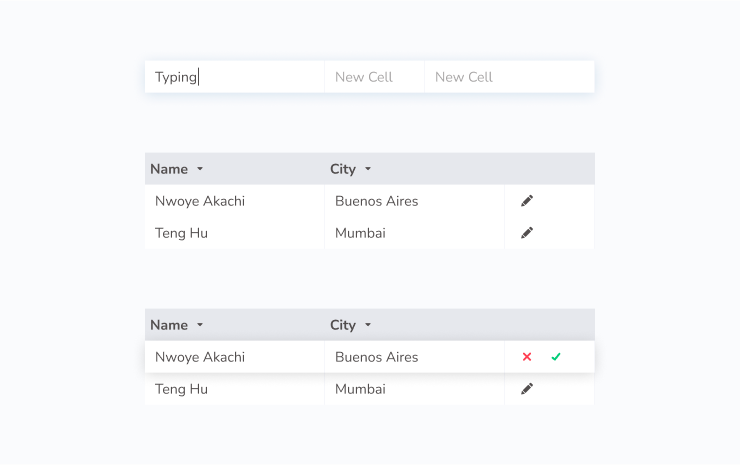 Typing New Cell New Cell
Name City
Nwoye Akachi Buenos Aires
Teng Hu Mumbai
Name City
Nwoye Akachi Buenos Aires
Teng Hu Mumbai